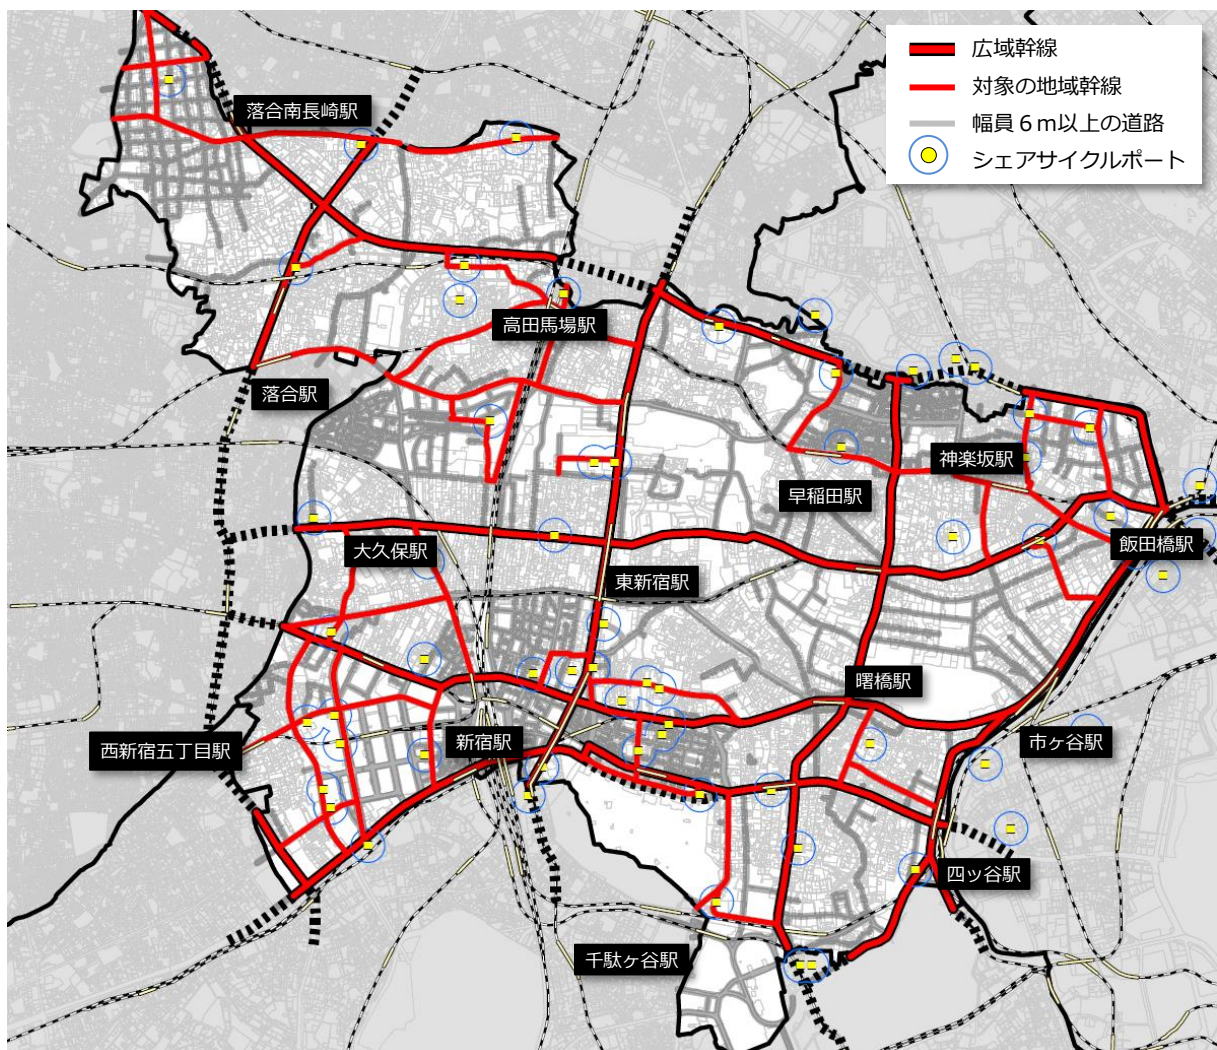 広域幹線
対象の地域幹線
幅員６ｍ以上の道路
シェアサイクルポート
落合南長崎駅
高田馬場駅
落合駅
神楽坂駅
早稲田駅
飯田橋駅
大久保駅
東新宿駅
曙橋駅
西新宿五丁目駅
新宿駅
市ヶ谷駅
四ッ谷駅
千駄ヶ谷駅